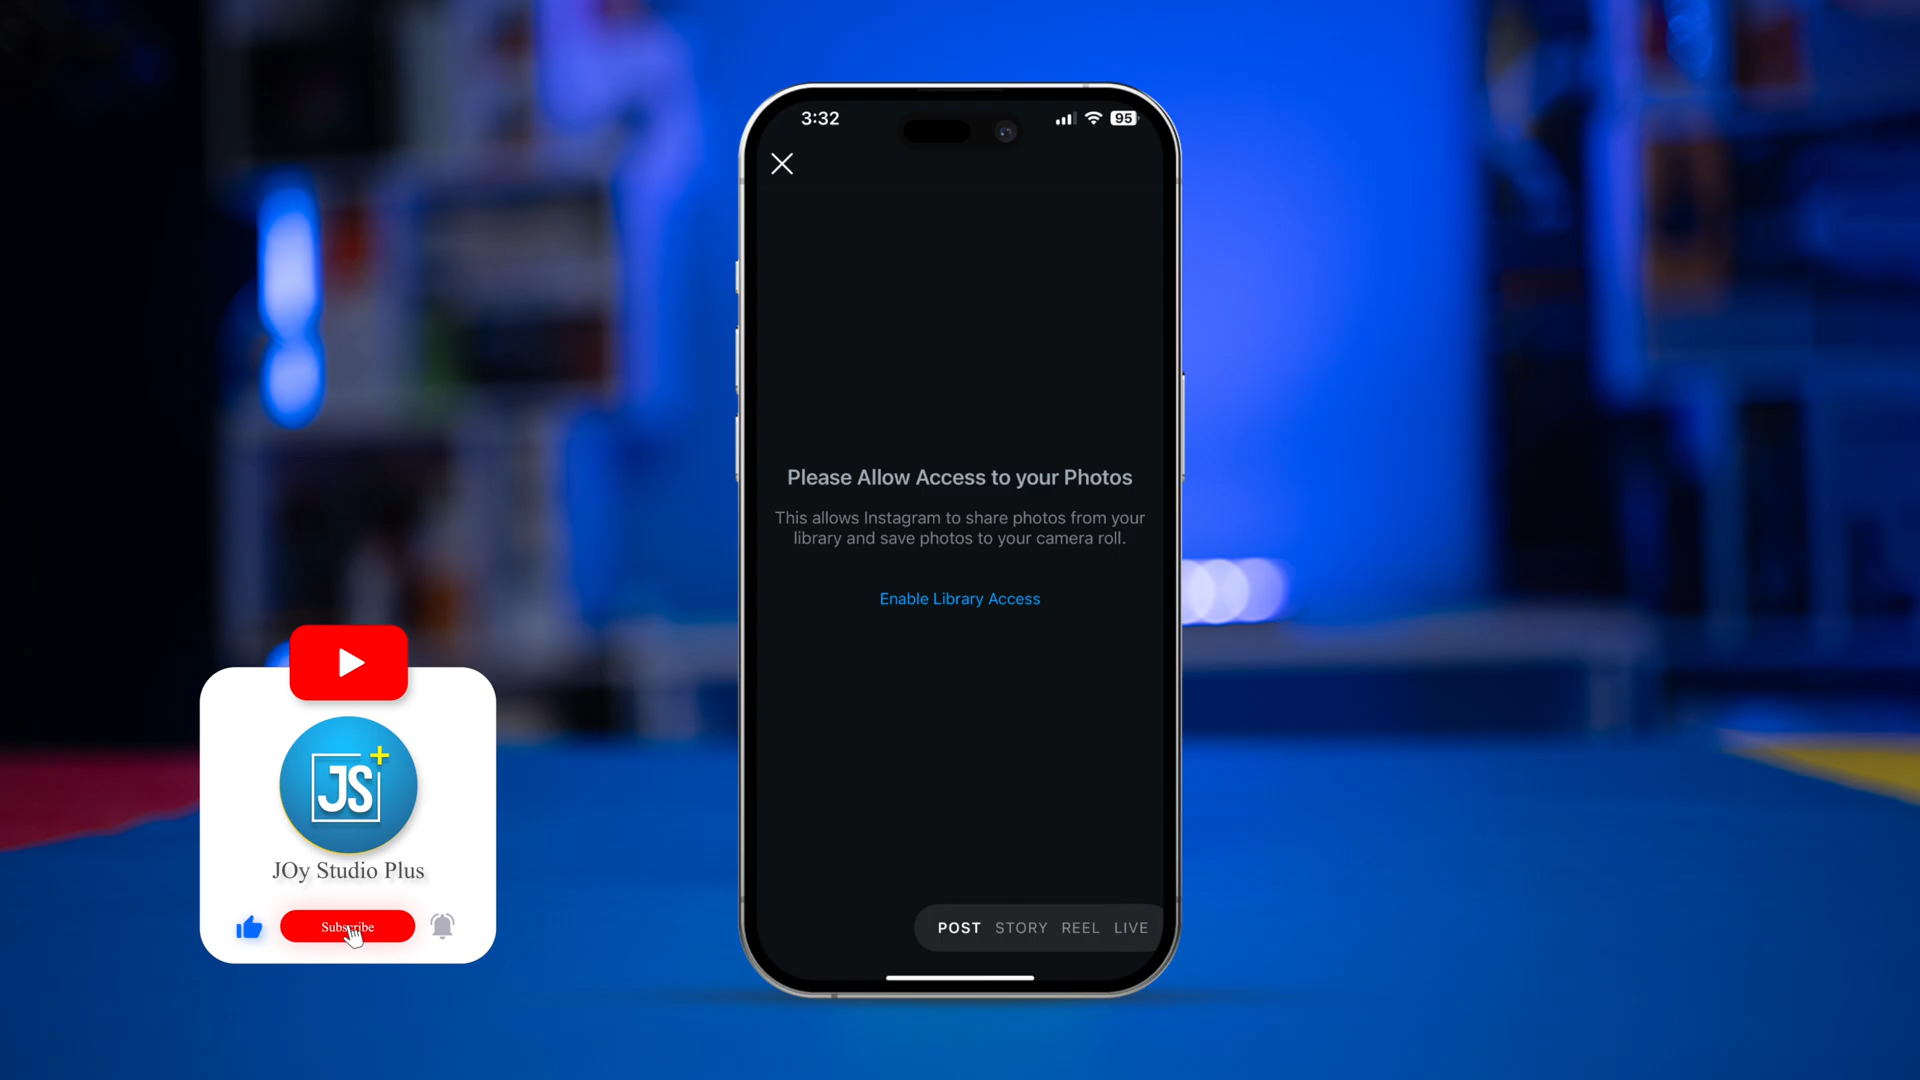 3:32
95
Please Allow Access to your Photos
This allows Instagram to share photos from your
library and save photos to your camera roll.
Enable Library Access
POST STORY REEL LIVE
JS+
JOy Studio Plus
Subscribe